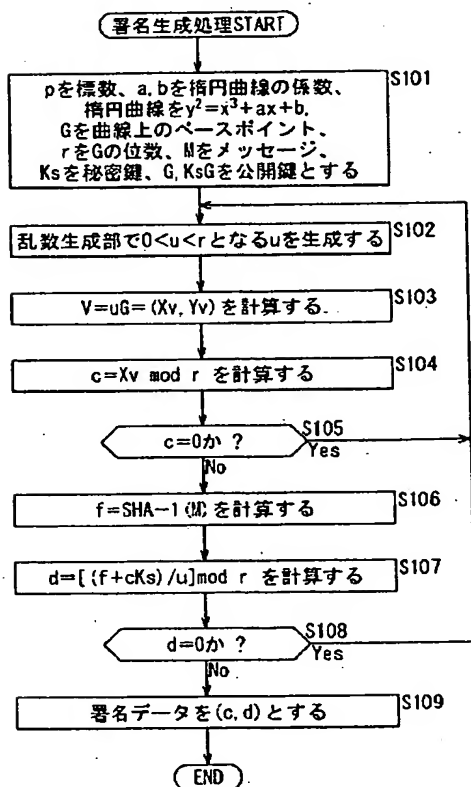 署名生成処理START
S101
pを標数、a,bを楕円曲線の係数、
楕円曲線をy²=x³+ax+b、
Gを曲線上のベースポイント、
rをGの位数、Mをメッセージ、
Ksを秘密鍵、G,KsGを公開鍵とする
S102
乱数生成部で0<u<rとなるuを生成する
S103
V=uG=(Xv,Yv)を計算する
S104
c=Xv mod r を計算する
S105
c=0か ?
Yes
No
S106
f=SHA-1(M)を計算する
S107
d=[(f+cKs)/u]mod r を計算する
S108
d=0か ?
Yes
No
S109
署名データを(c,d)とする
END